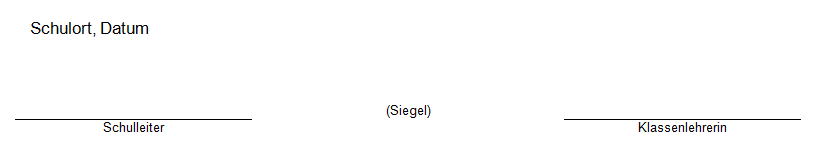 Schulort, Datum
(Siegel)
Schulleiter
Klassenlehrerin